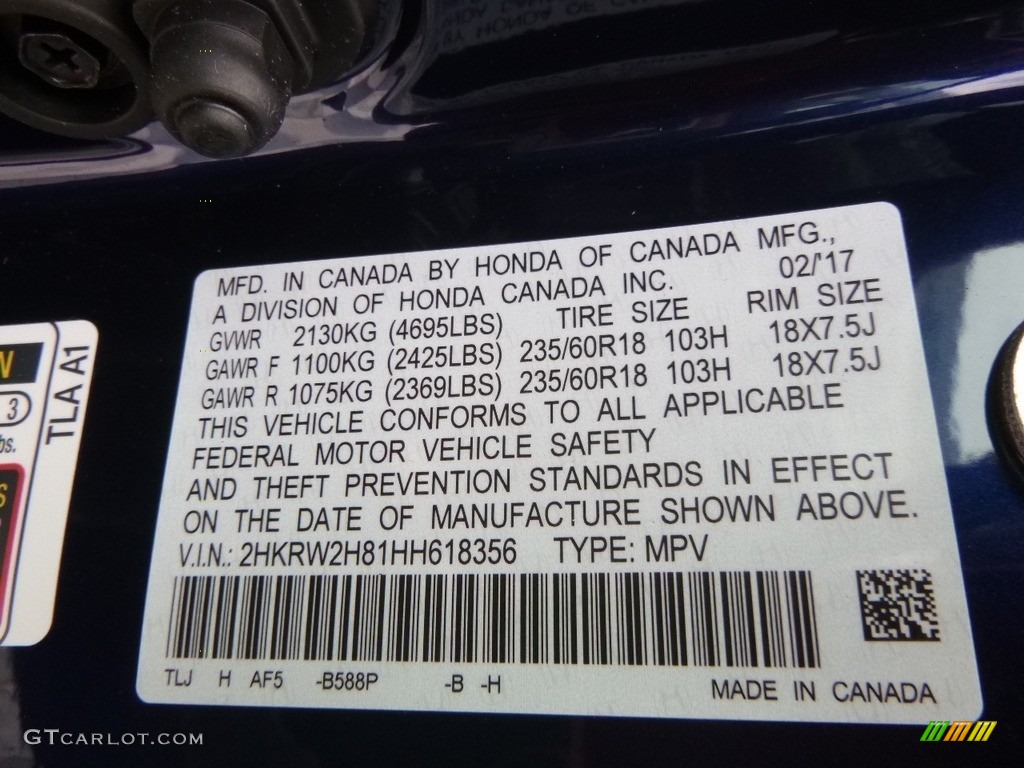 MFD. IN CANADA BY HONDA OF CANADA MFG.,
A DIVISION OF HONDA CANADA INC. 02/'17
GVWR 2130KG (4695LBS) TIRE SIZE RIM SIZE
GAWR F 1100KG (2425LBS) 235/60R18 103H 18X7.5J
GAWR R 1075KG (2369LBS) 235/60R18 103H 18X7.5J
THIS VEHICLE CONFORMS TO ALL APPLICABLE
FEDERAL MOTOR VEHICLE SAFETY
AND THEFT PREVENTION STANDARDS IN EFFECT
ON THE DATE OF MANUFACTURE SHOWN ABOVE.
V.I.N.: 2HKRW2H81HH618356 TYPE: MPV
TLJ H AF5 -B588P -B -H
MADE IN CANADA
TLA A1
N
3
bs.
S
GTcarlot.com